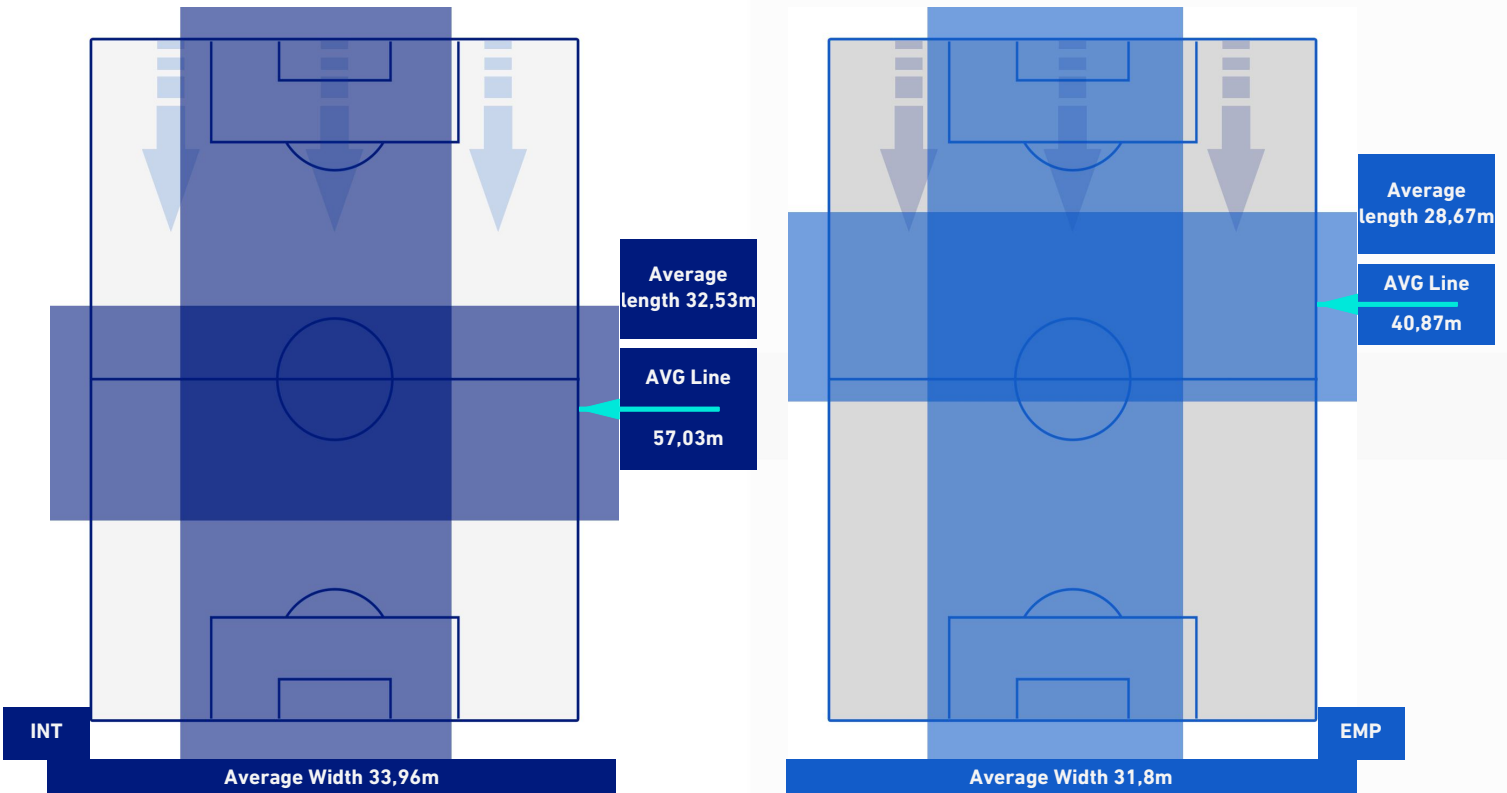 Average
length 32,53m
AVG Line
57,03m
INT
Average Width 33,96m
Average
length 28,67m
AVG Line
40,87m
EMP
Average Width 31,8m